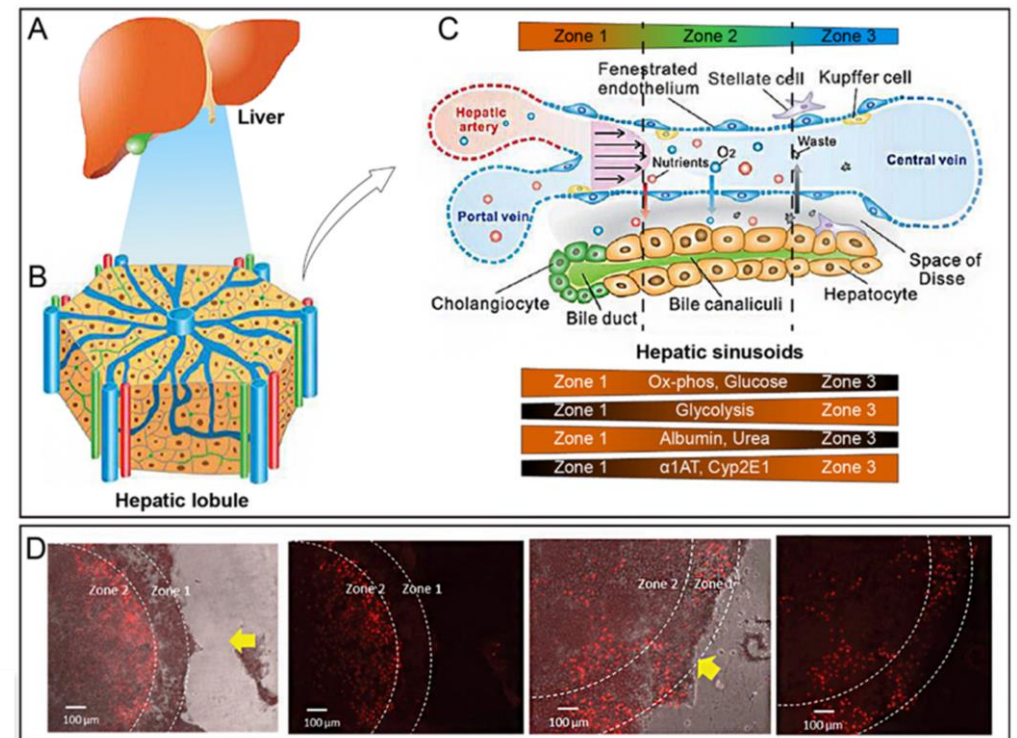 A
Liver
B
Hepatic lobule
C
Zone 1 Zone 2 Zone 3
Fenestrated
endothelium
Stellate cell
Kupffer cell
Hepatic
artery
Nutrients
O2
Waste
Central vein
Portal vein
Space of
Disse
Cholangiocyte
Bile duct
Bile canaliculi
Hepatocyte
Hepatic sinusoids
Zone 1 Ox-phos, Glucose Zone 3
Zone 1 Glycolysis Zone 3
Zone 1 Albumin, Urea Zone 3
Zone 1 α1AT, Cyp2E1 Zone 3
D
Zone 2 Zone 1
100 µm
Zone 2 Zone 1
100 µm
Zone 2 Zone 1
100 µm
100 µm